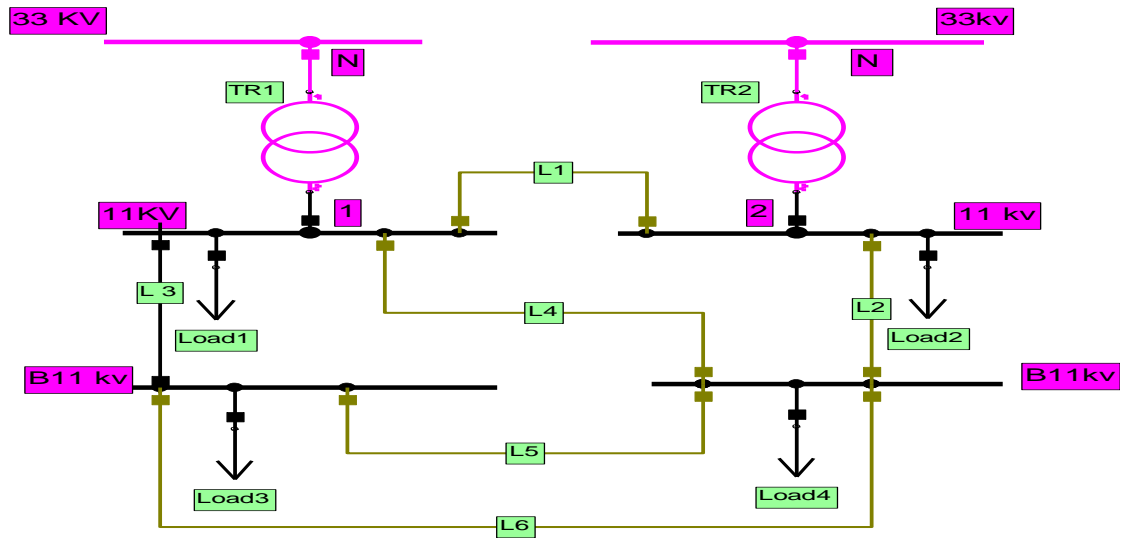 33 KV
33kv
N
N
TR1
TR2
L1
11KV
1
2
11 kv
L 3
L4
L2
Load1
Load2
B11 kv
B11kv
L5
Load3
Load4
L6